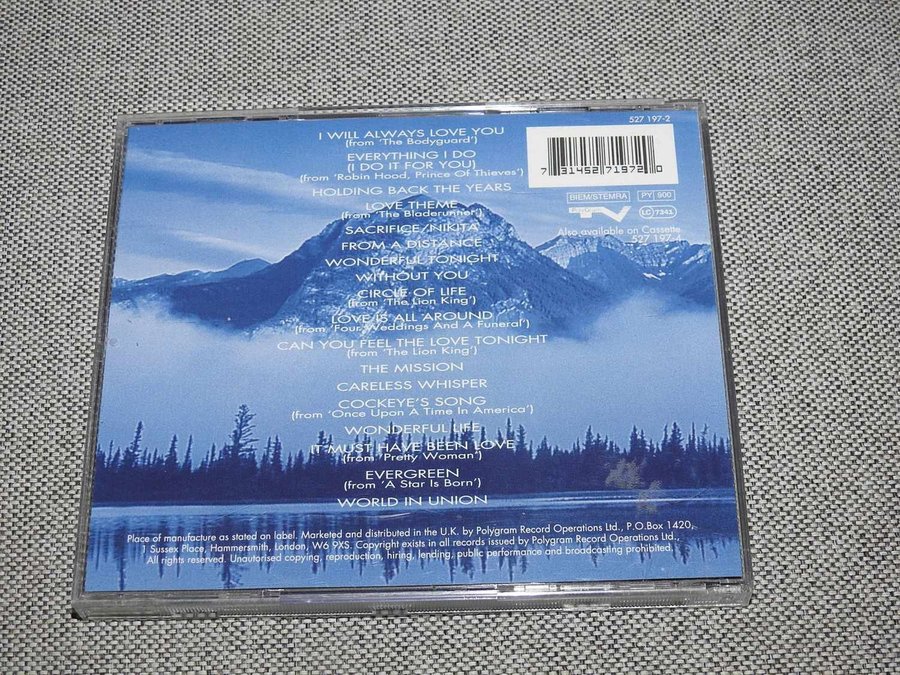 I WILL ALWAYS LOVE YOU
(from 'The Bodyguard')
EVERYTHING I DO
(I DO IT FOR YOU)
(from 'Robin Hood, Prince Of Thieves')
HOLDING BACK THE YEARS
LOVE THEME
(from 'The Bladerunner')
SACRIFICE/NIKITA
FROM A DISTANCE
WONDERFUL TONIGHT
WITHOUT YOU
CIRCLE OF LIFE
(from 'The Lion King')
LOVE IS ALL AROUND
(from 'Four Weddings And A Funeral')
CAN YOU FEEL THE LOVE TONIGHT
(from 'The Lion King')
THE MISSION
CARELESS WHISPER
COCKEYE'S SONG
(from 'Once Upon A Time In America')
WONDERFUL LIFE
IT MUST HAVE BEEN LOVE
(from 'Pretty Woman')
EVERGREEN
(from 'A Star Is Born')
WORLD IN UNION
527 197-2
7 31452 71972 0
BIEM/STEMRA
PY 900
LC 7341
Also available on Cassette
527 197-4
Place of manufacture as stated on label. Marketed and distributed in the U.K. by Polygram Record Operations Ltd., P.O.Box 1420,
1 Sussex Place, Hammersmith, London, W6 9XS. Copyright exists in all records issued by Polygram Record Operations Ltd.,
All rights reserved. Unautorised copying, reproduction, hiring, lending, public performance and broadcasting prohibited.